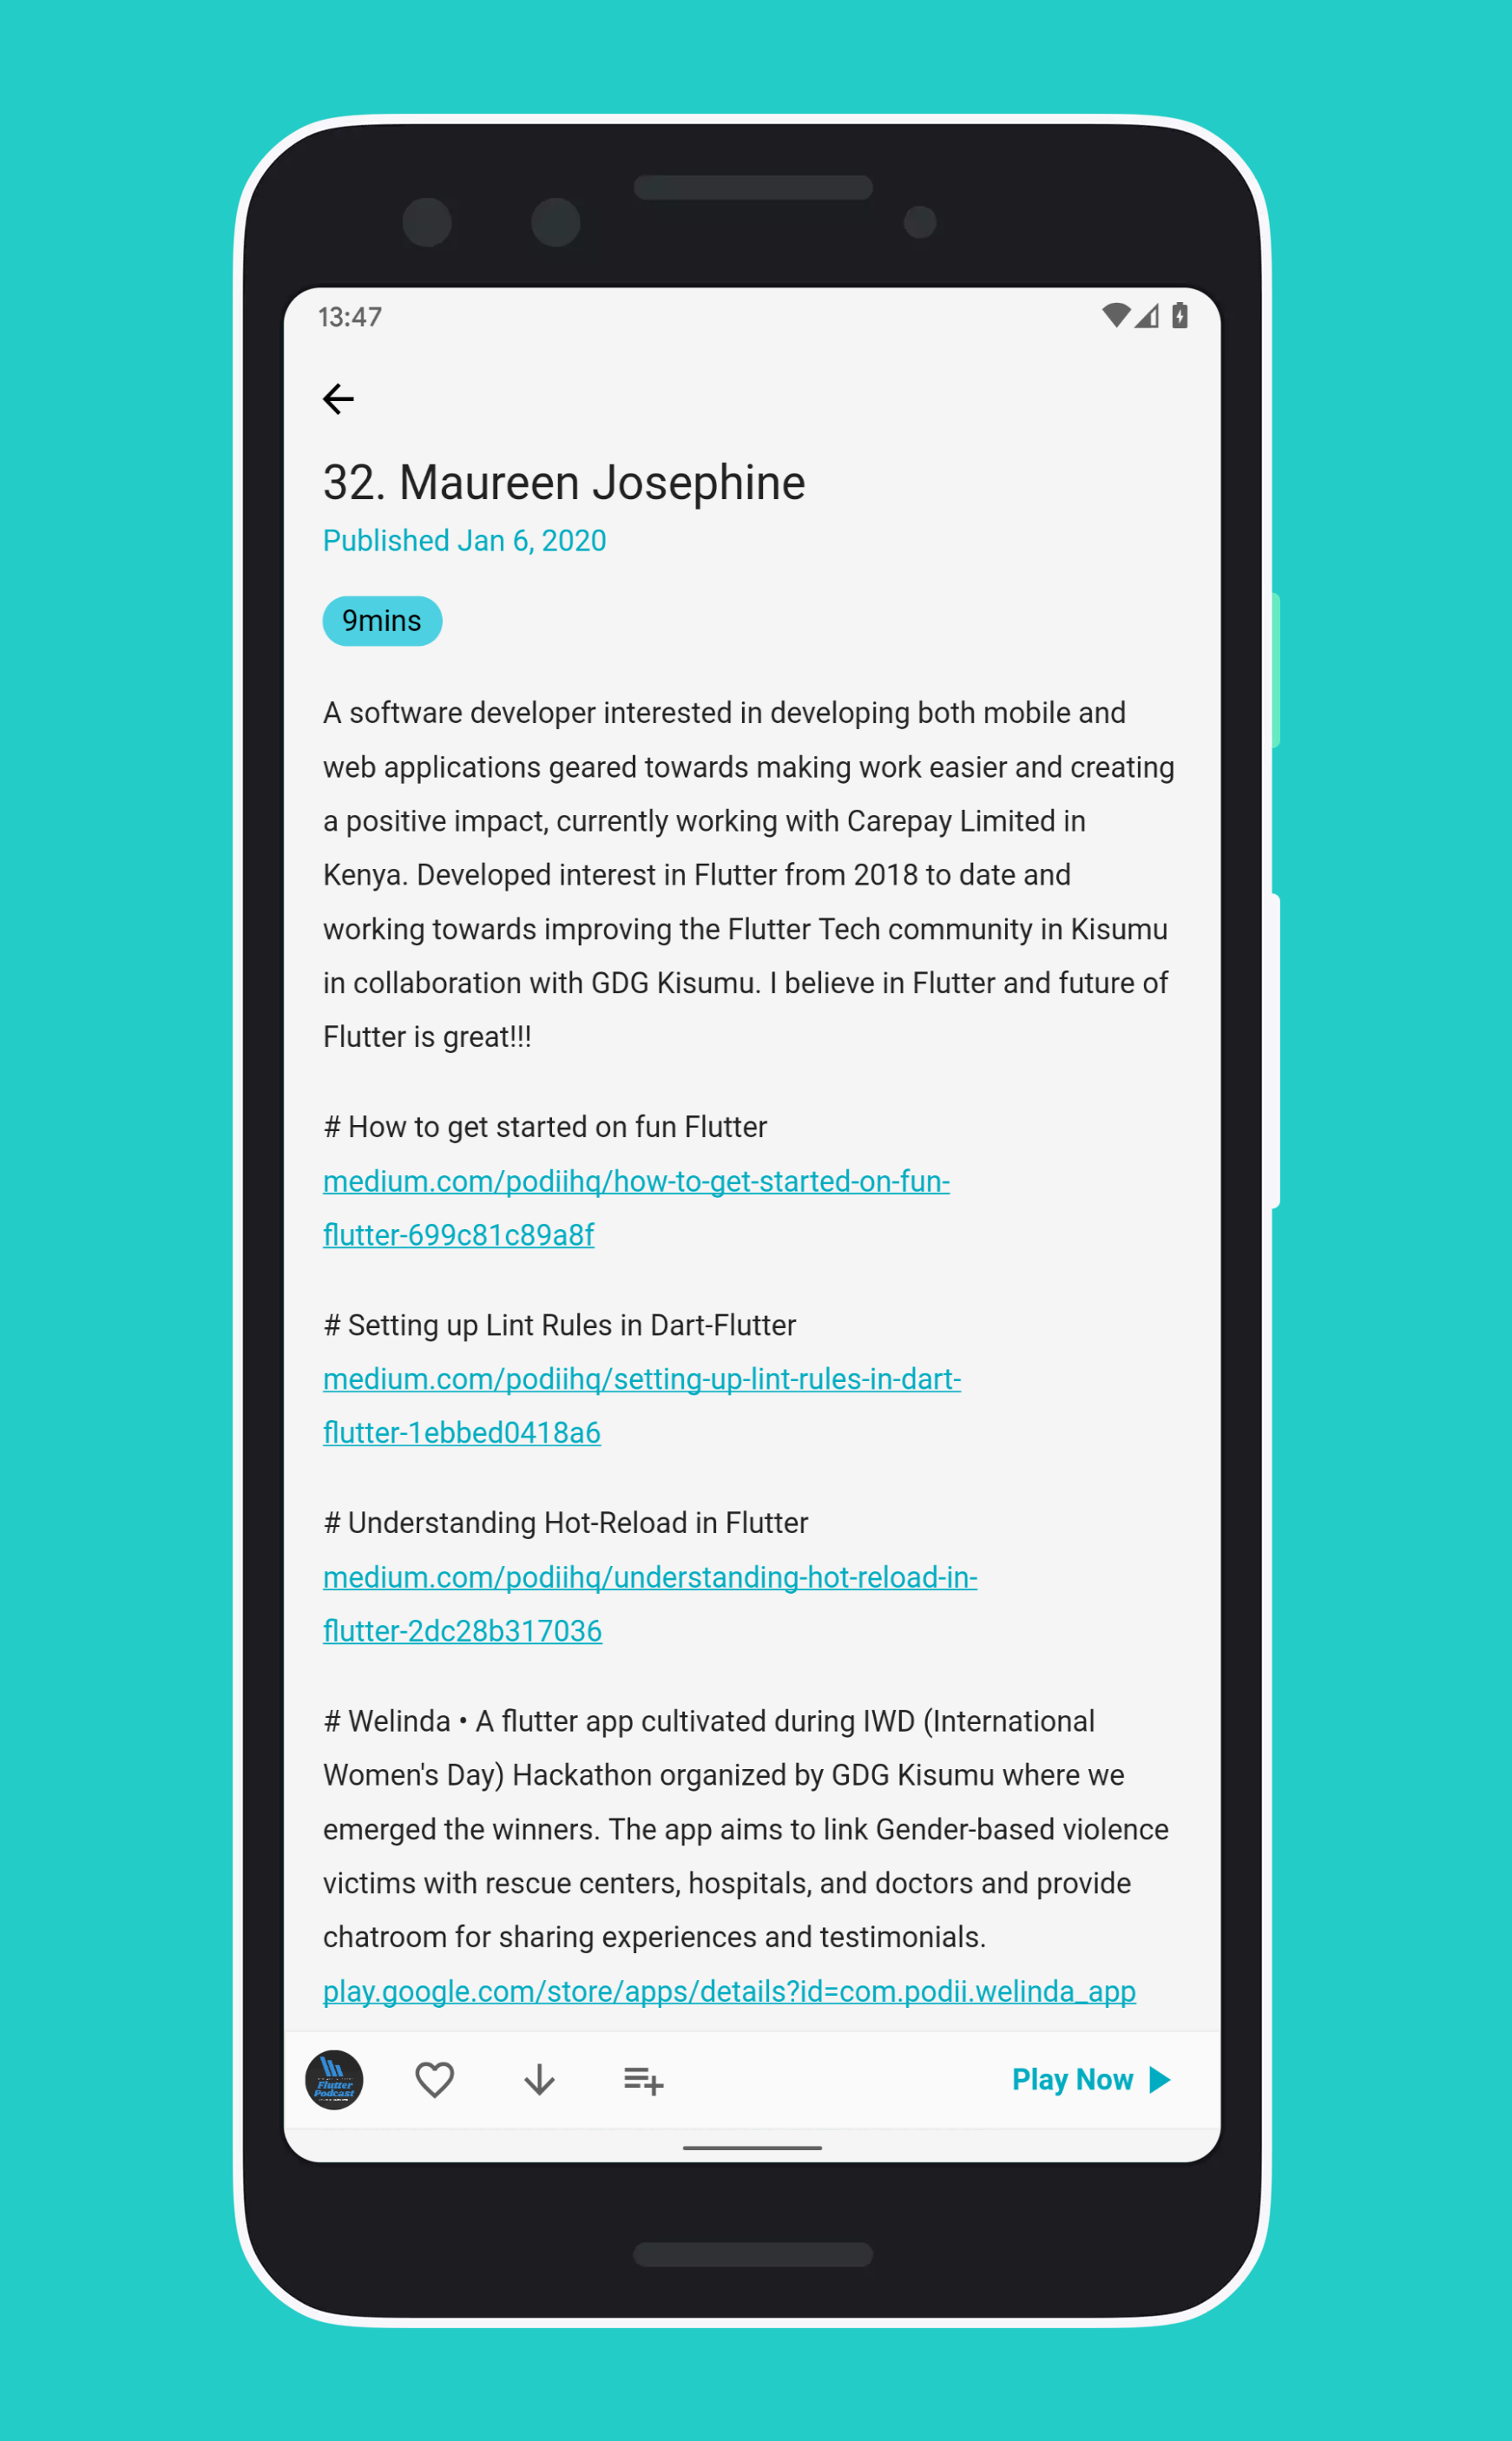 13:47
32. Maureen Josephine
Published Jan 6, 2020
9mins
A software developer interested in developing both mobile and
web applications geared towards making work easier and creating
a positive impact, currently working with Carepay Limited in
Kenya. Developed interest in Flutter from 2018 to date and
working towards improving the Flutter Tech community in Kisumu
in collaboration with GDG Kisumu. I believe in Flutter and future of
Flutter is great!!!
# How to get started on fun Flutter
medium.com/podiihq/how-to-get-started-on-fun-
flutter-699c81c89a8f
# Setting up Lint Rules in Dart-Flutter
medium.com/podiihq/setting-up-lint-rules-in-dart-
flutter-1ebbed0418a6
# Understanding Hot-Reload in Flutter
medium.com/podiihq/understanding-hot-reload-in-
flutter-2dc28b317036
# Welinda • A flutter app cultivated during IWD (International
Women's Day) Hackathon organized by GDG Kisumu where we
emerged the winners. The app aims to link Gender-based violence
victims with rescue centers, hospitals, and doctors and provide
chatroom for sharing experiences and testimonials.
play.google.com/store/apps/details?id=com.podii.welinda_app
Flutter
Podcast
Play Now